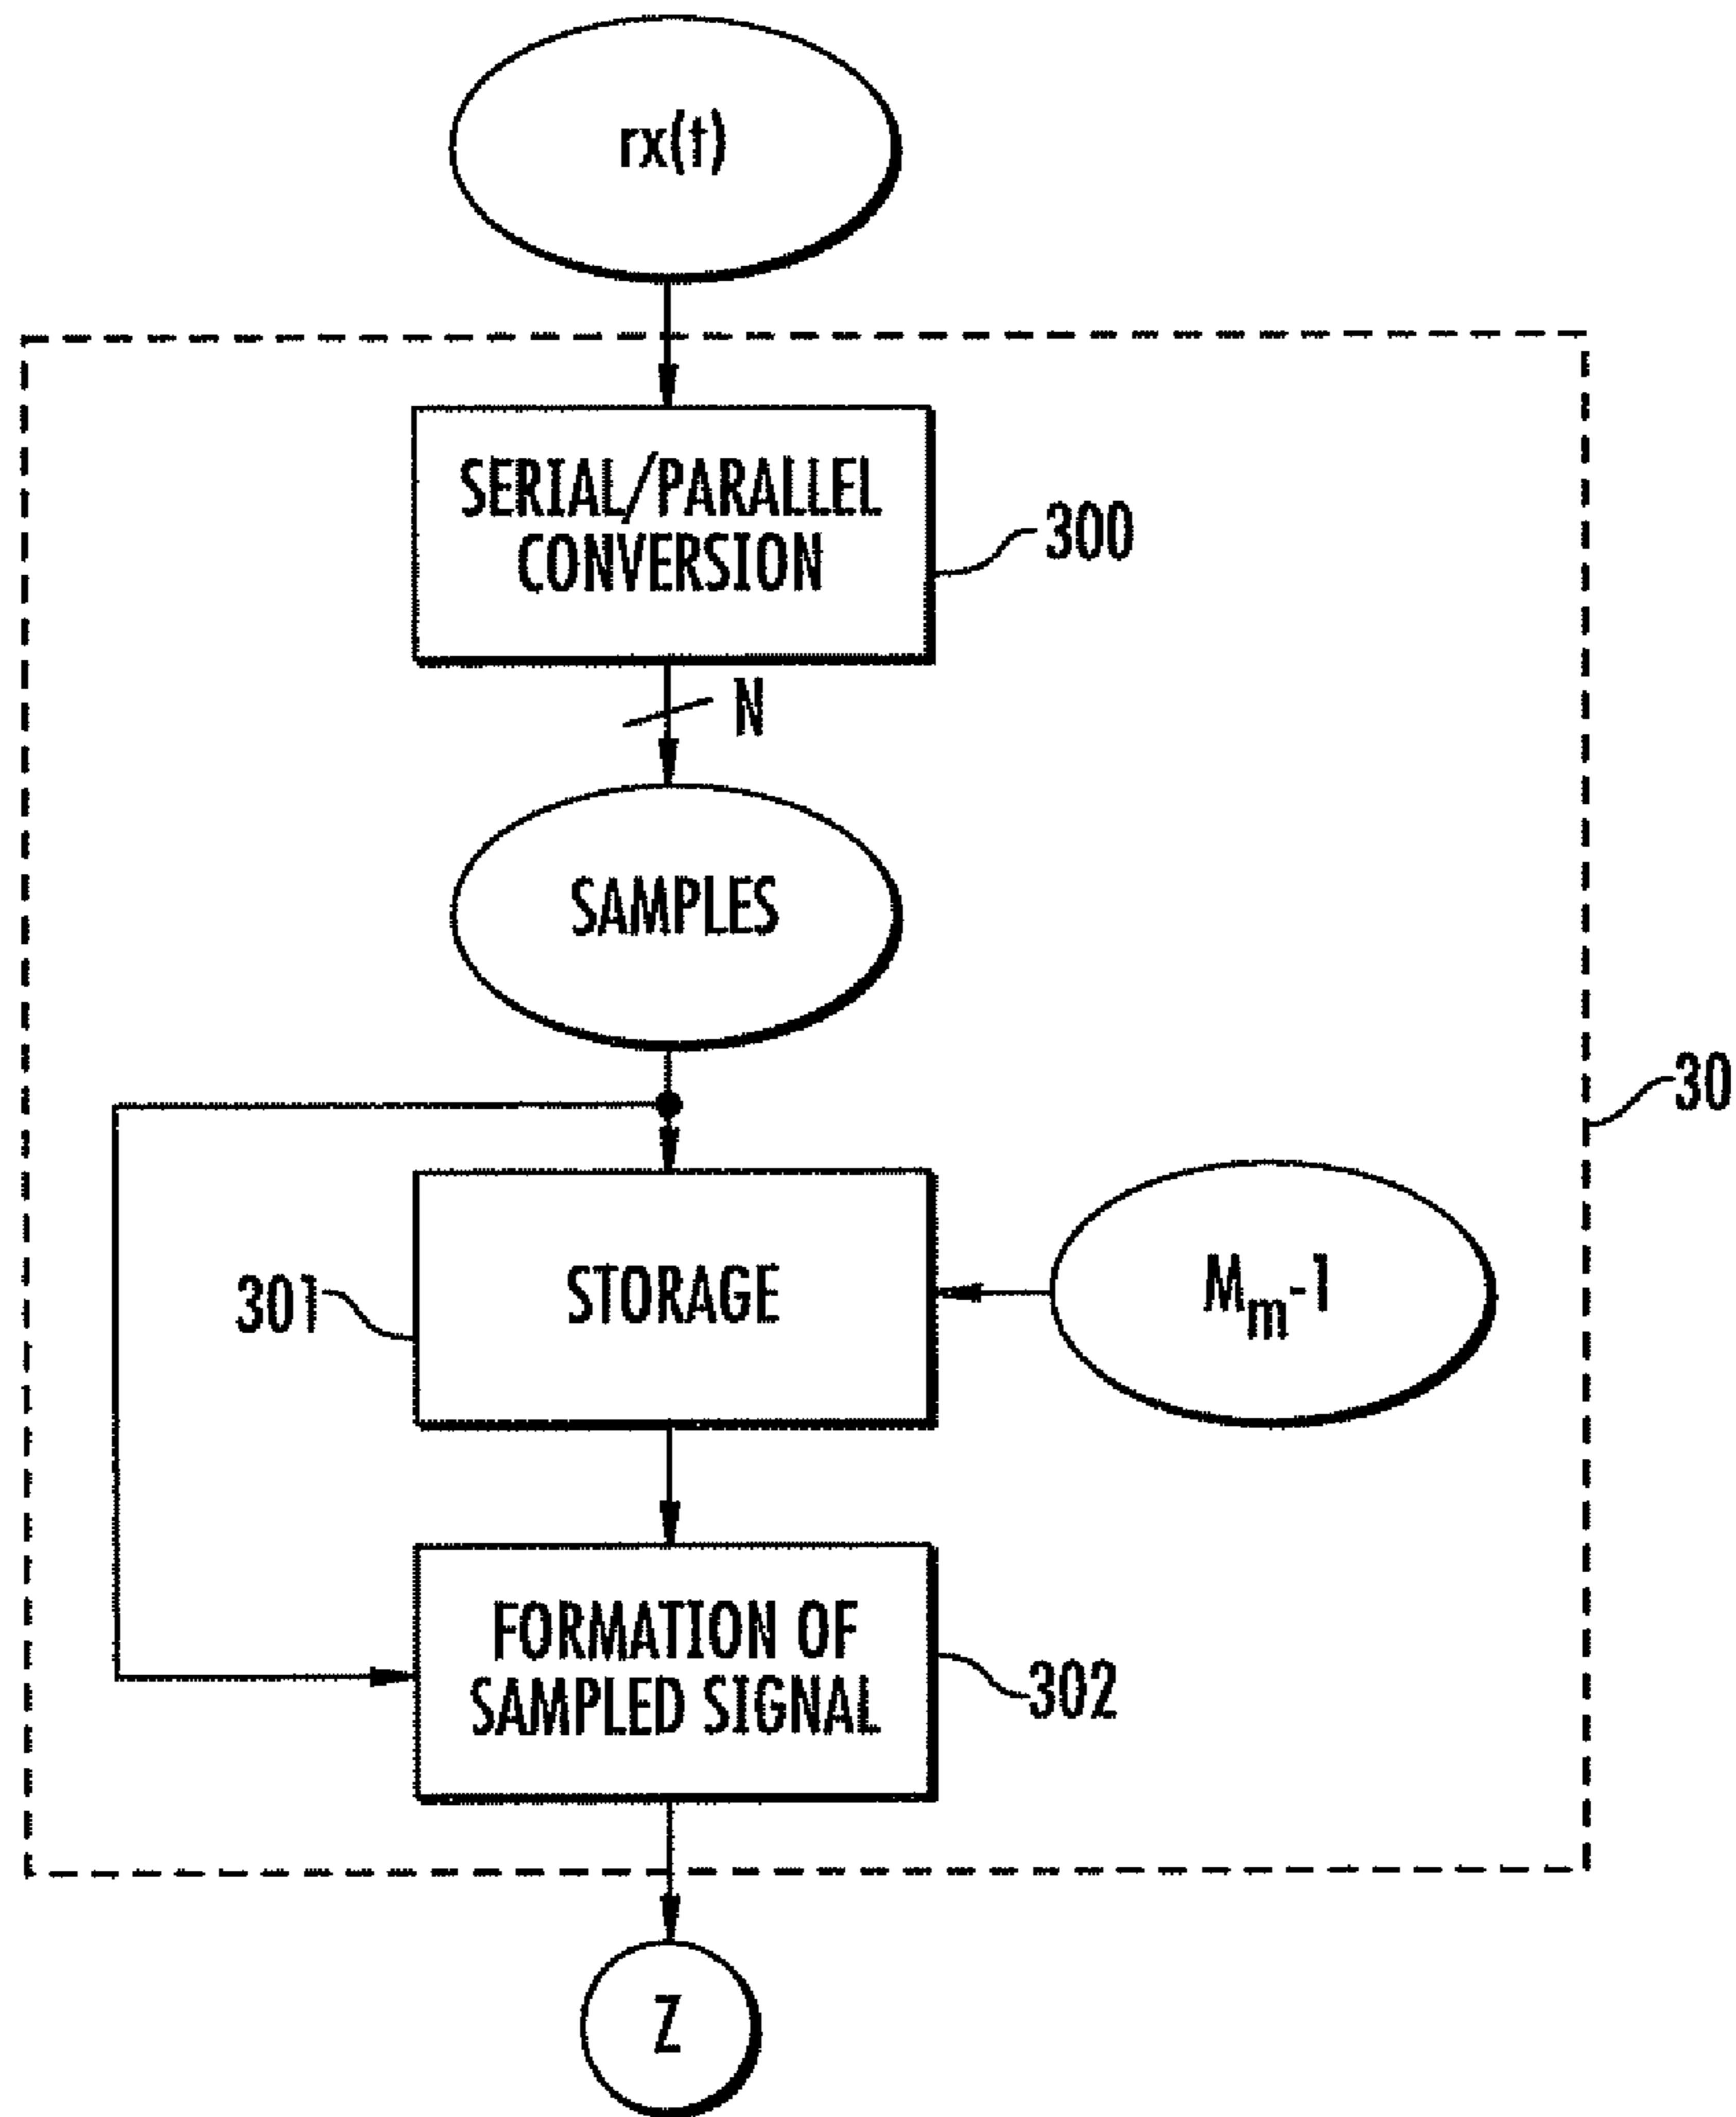 rx(t)
SERIAL/PARALLEL
CONVERSION
300
N
SAMPLES
30
STORAGE
301
Mm-1
FORMATION OF
SAMPLED SIGNAL
302
Z